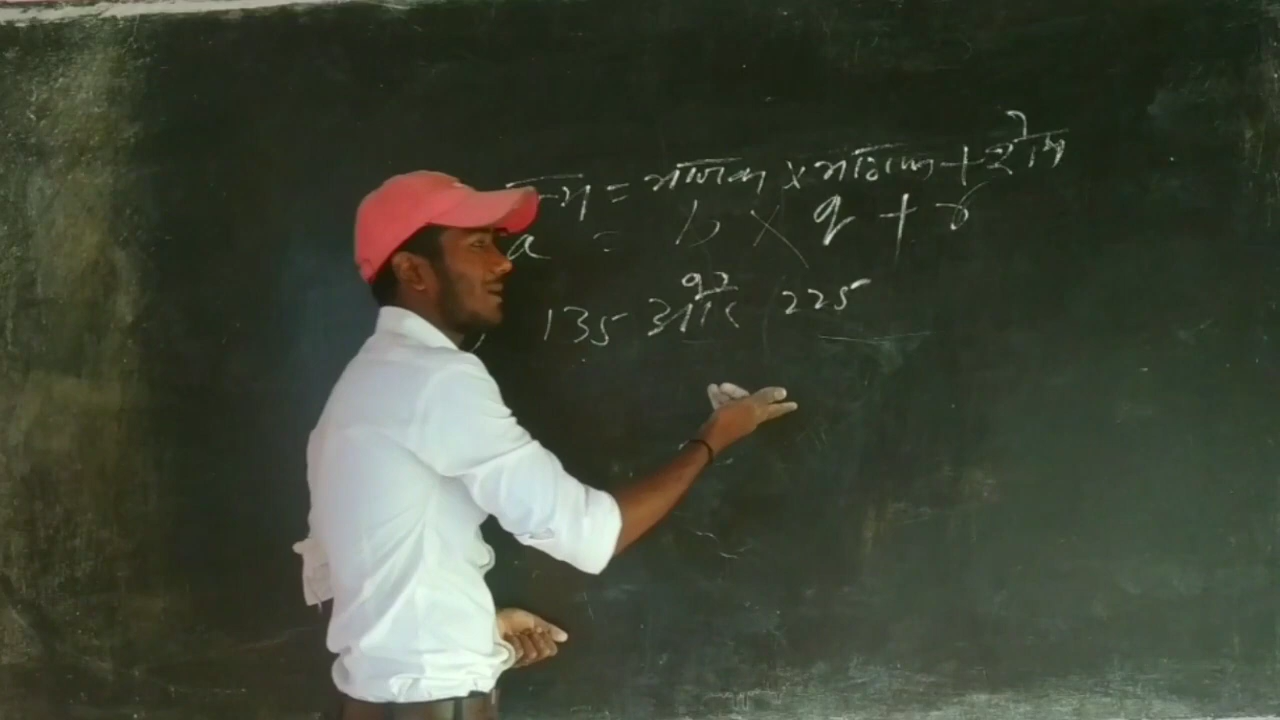 = भाजक × भागफल + शेष
a = b × q + r
135 और 225